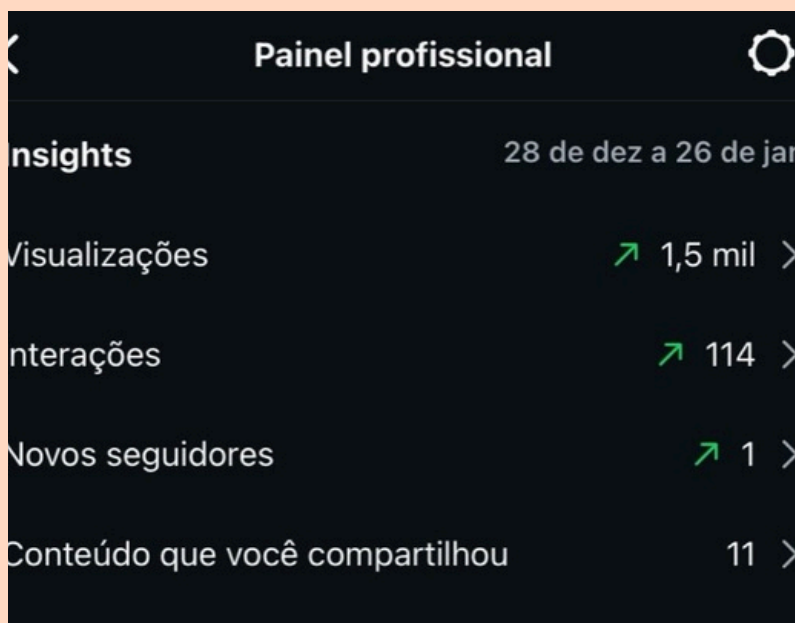 Painel profissional
Insights 28 de dez a 26 de jan
Visualizações 1,5 mil
Interações 114
Novos seguidores 1
Conteúdo que você compartilhou 11